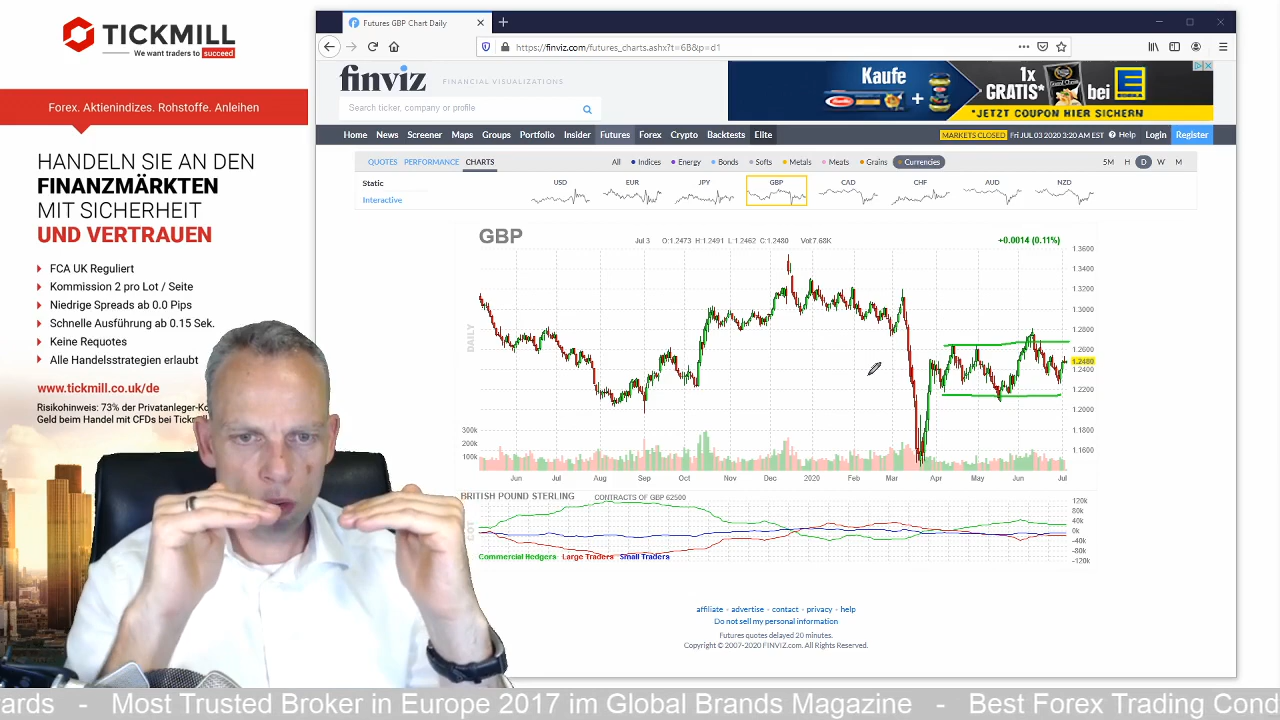 TICKMILL
We want traders to succeed
Forex. Aktienindizes. Rohstoffe. Anleihen
HANDELN SIE AN DEN
FINANZMÄRKTEN
MIT SICHERHEIT
UND VERTRAUEN
FCA UK Reguliert
Kommission 2 pro Lot / Seite
Niedrige Spreads ab 0.0 Pips
Schnelle Ausführung ab 0.15 Sek.
Keine Requotes
Alle Handelsstrategien erlaubt
www.tickmill.co.uk/de
Risikohinweis: 73% der Privatanleger-Ko
Geld beim Handel mit CFDs bei Tickm
Futures GBP Chart Daily
https://finviz.com/futures_charts.ashx?t=6B&p=d1
finviz FINANCIAL VISUALIZATIONS
Search ticker, company or profile
Kaufe + 1x GRATIS* bei E
*JETZT COUPON HIER SICHERN
Home News Screener Maps Groups Portfolio Insider Futures Forex Crypto Backtests Elite MARKETS CLOSED Fri JUL 03 2020 3:20 AM EST Help Login Register
QUOTES PERFORMANCE CHARTS All Indices Energy Bonds Softs Metals Meats Grains Currencies 5M H D W M
Static
Interactive
USD EUR JPY GBP CAD CHF AUD NZD
GBP
Jul 3 O:1.2473 H:1.2491 L:1.2462 C:1.2480 Vol:7.68K
+0.0014 (0.11%)
DAILY
1.3600
1.3400
1.3200
1.3000
1.2800
1.2600
1.2480
1.2400
1.2200
1.2000
1.1800
1.1600
300k
200k
100k
Jun Jul Aug Sep Oct Nov Dec 2020 Feb Mar Apr May Jun Jul
BRITISH POUND STERLING CONTRACTS OF GBP 62500
120k
80k
40k
0k
-40k
-80k
-120k
Commercial Hedgers Large Traders Small Traders
affiliate - advertise - contact - privacy - help
Do not sell my personal information
Futures quotes delayed 20 minutes.
Copyright © 2007-2020 FINVIZ.com. All Rights Reserved.
ards - Most Trusted Broker in Europe 2017 im Global Brands Magazine - Best Forex Trading Cond